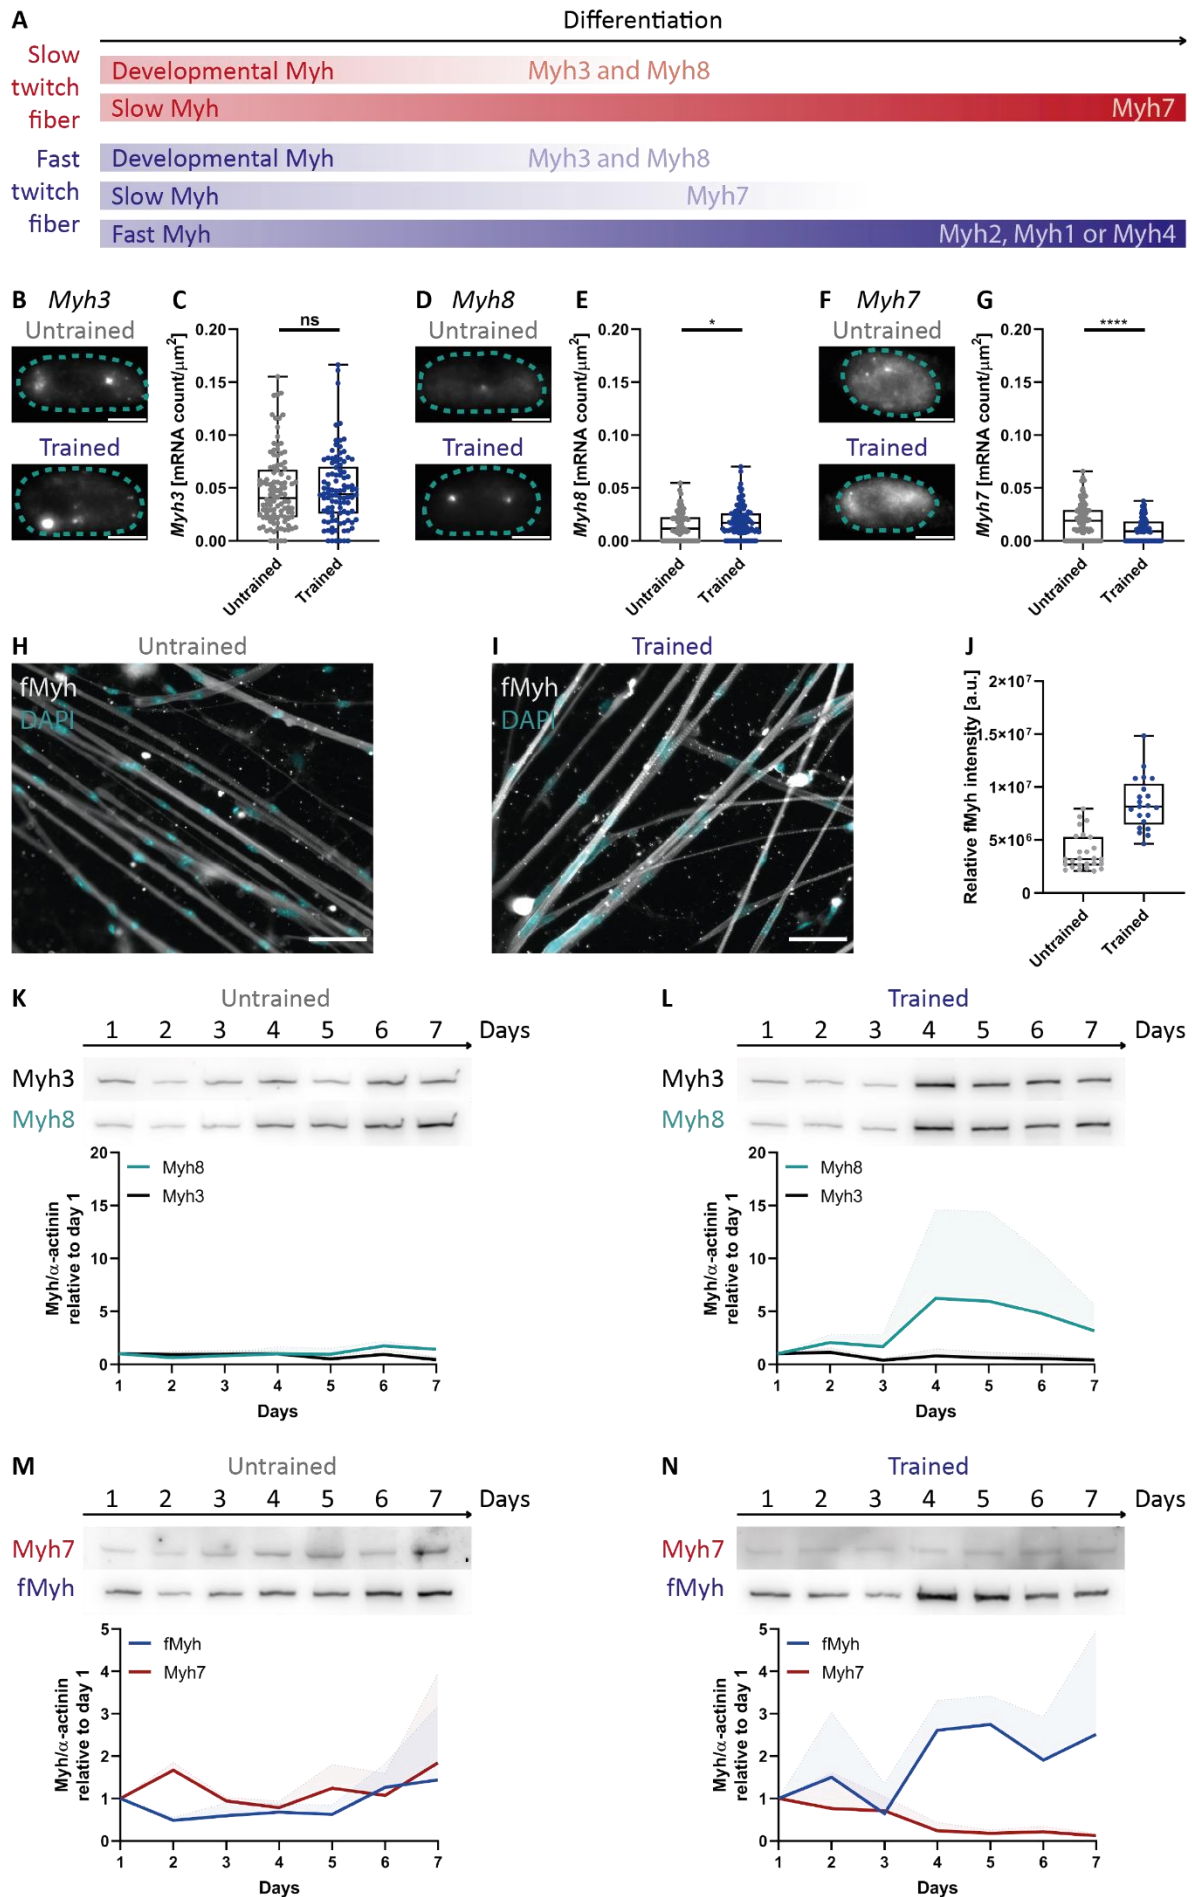 A
Differentiation
Slow
twitch
fiber
Developmental Myh Myh3 and Myh8
Slow Myh Myh7
Fast
twitch
fiber
Developmental Myh Myh3 and Myh8
Slow Myh Myh7
Fast Myh Myh2, Myh1 or Myh4
B Myh3
Untrained
Trained
C
Myh3 [mRNA count/µm²]
0.20
0.15
0.10
0.05
0.00
ns
Untrained
Trained
D Myh8
Untrained
Trained
E
Myh8 [mRNA count/µm²]
0.20
0.15
0.10
0.05
0.00
*
Untrained
Trained
F Myh7
Untrained
Trained
G
Myh7 [mRNA count/µm²]
0.20
0.15
0.10
0.05
0.00
****
Untrained
Trained
H Untrained
fMyh
DAPI
I Trained
fMyh
DAPI
J
Relative fMyh intensity [a.u.]
2×10⁷
1.5×10⁷
1×10⁷
5×10⁶
0
Untrained
Trained
K Untrained
1 2 3 4 5 6 7 Days
Myh3
Myh8
Myh/α-actinin
relative to day 1
20
15
10
5
0
Myh8
Myh3
1 2 3 4 5 6 7
Days
L Trained
1 2 3 4 5 6 7 Days
Myh3
Myh8
Myh/α-actinin
relative to day 1
20
15
10
5
0
Myh8
Myh3
1 2 3 4 5 6 7
Days
M Untrained
1 2 3 4 5 6 7 Days
Myh7
fMyh
Myh/α-actinin
relative to day 1
5
4
3
2
1
0
fMyh
Myh7
1 2 3 4 5 6 7
Days
N Trained
1 2 3 4 5 6 7 Days
Myh7
fMyh
Myh/α-actinin
relative to day 1
5
4
3
2
1
0
fMyh
Myh7
1 2 3 4 5 6 7
Days